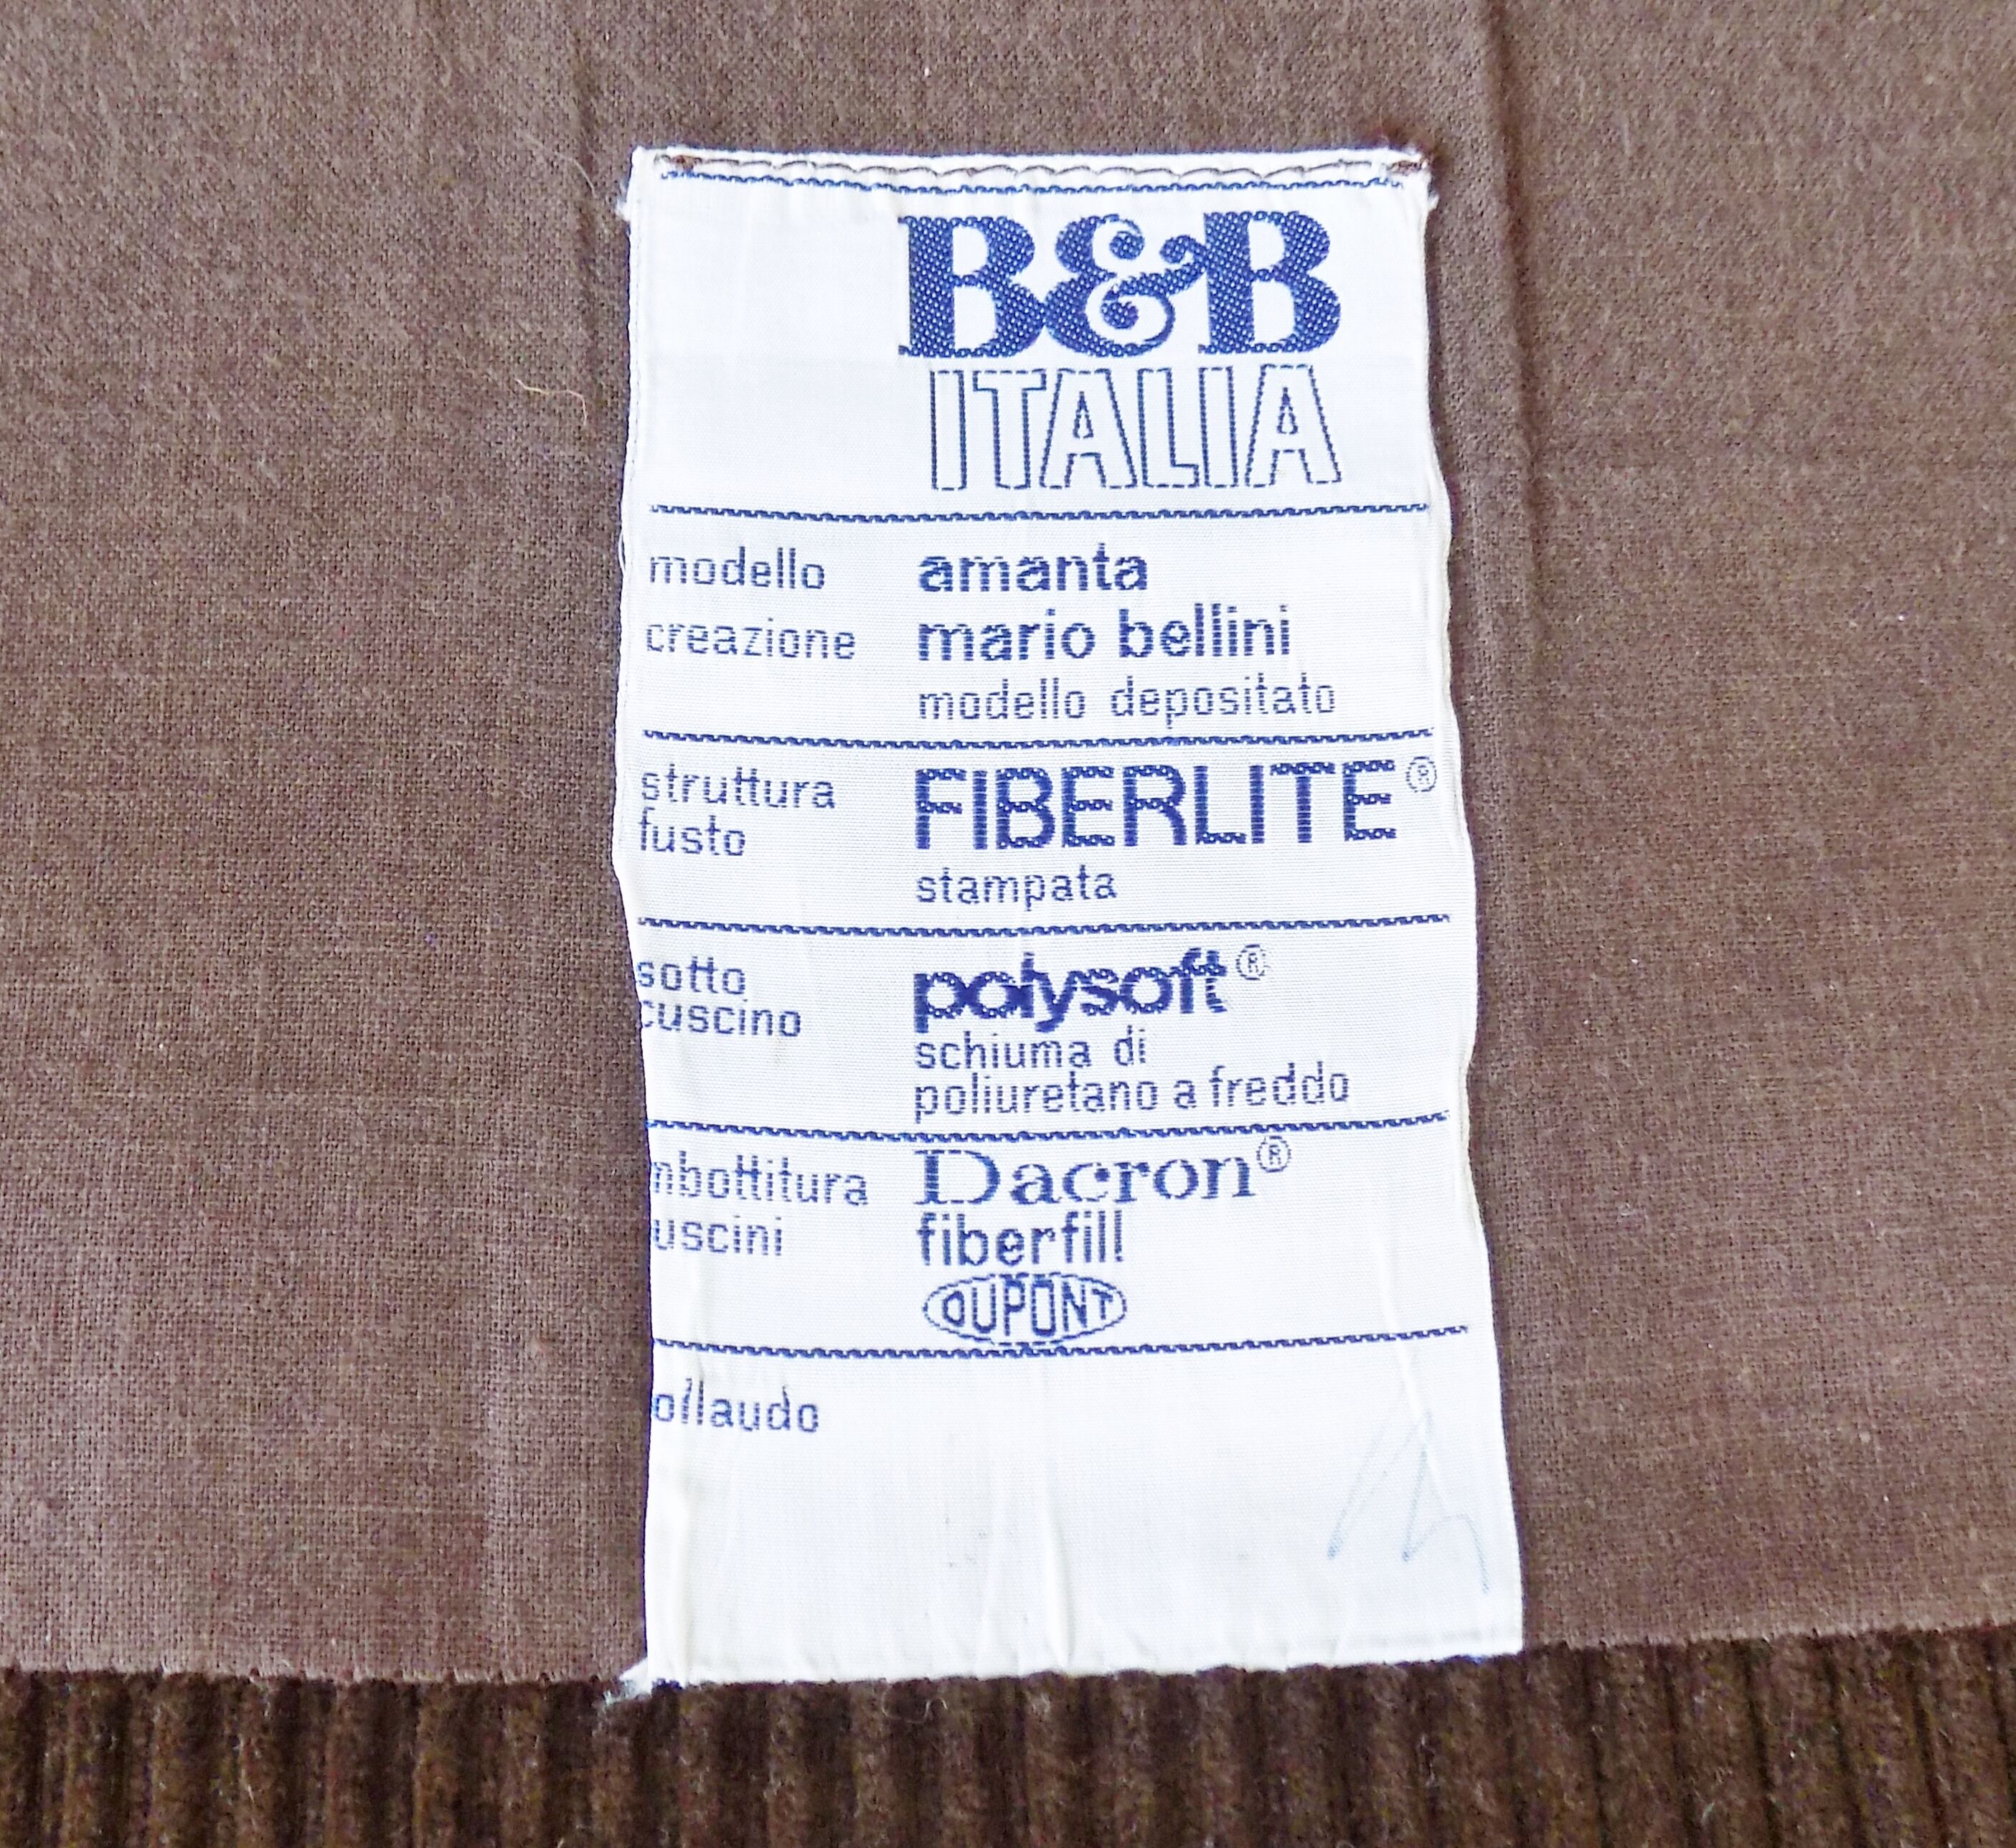 B&B
ITALIA
modello amanta
creazione mario bellini
modello depositato
struttura
fusto
FIBERLITE®
stampata
sotto
cuscino
polysoft®
schiuma di
poliuretano a freddo
mbottitura
uscini
Dacron®
fiberfill
DUPONT
ollaudo